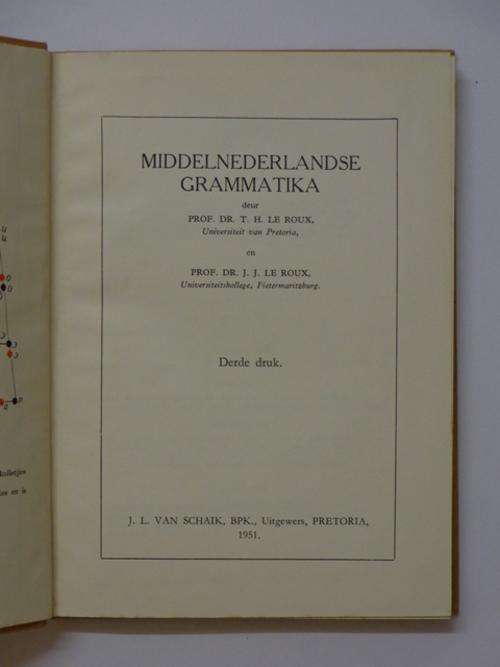 MIDDELNEDERLANDSE
GRAMMATIKA
deur
PROF. DR. T. H. LE ROUX,
Universiteit van Pretoria,
en
PROF. DR. J. J. LE ROUX,
Universiteitskollege, Pietermaritzburg.
Derde druk.
J. L. VAN SCHAIK, BPK., Uitgewers, PRETORIA,
1951.